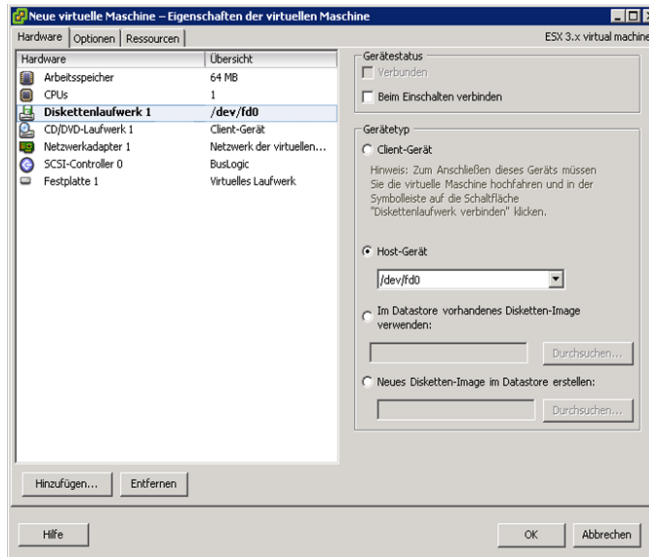 Neue virtuelle Maschine – Eigenschaften der virtuellen Maschine
Hardware Optionen Ressourcen
ESX 3.x virtual machine
Hardware Übersicht
Arbeitsspeicher 64 MB
CPUs 1
Diskettenlaufwerk 1 /dev/fd0
CD/DVD-Laufwerk 1 Client-Gerät
Netzwerkadapter 1 Netzwerk der virtuellen...
SCSI-Controller 0 BusLogic
Festplatte 1 Virtuelles Laufwerk
Hinzufügen... Entfernen
Gerätestatus
Verbunden
Beim Einschalten verbinden
Gerätetyp
Client-Gerät
Hinweis: Zum Anschließen dieses Geräts müssen
Sie die virtuelle Maschine hochfahren und in der
Symbolleiste auf die Schaltfläche
"Diskettenlaufwerk verbinden" klicken.
Host-Gerät
/dev/fd0
Im Datastore vorhandenes Disketten-Image
verwenden:
Durchsuchen...
Neues Disketten-Image im Datastore erstellen:
Durchsuchen...
Hilfe OK Abbrechen